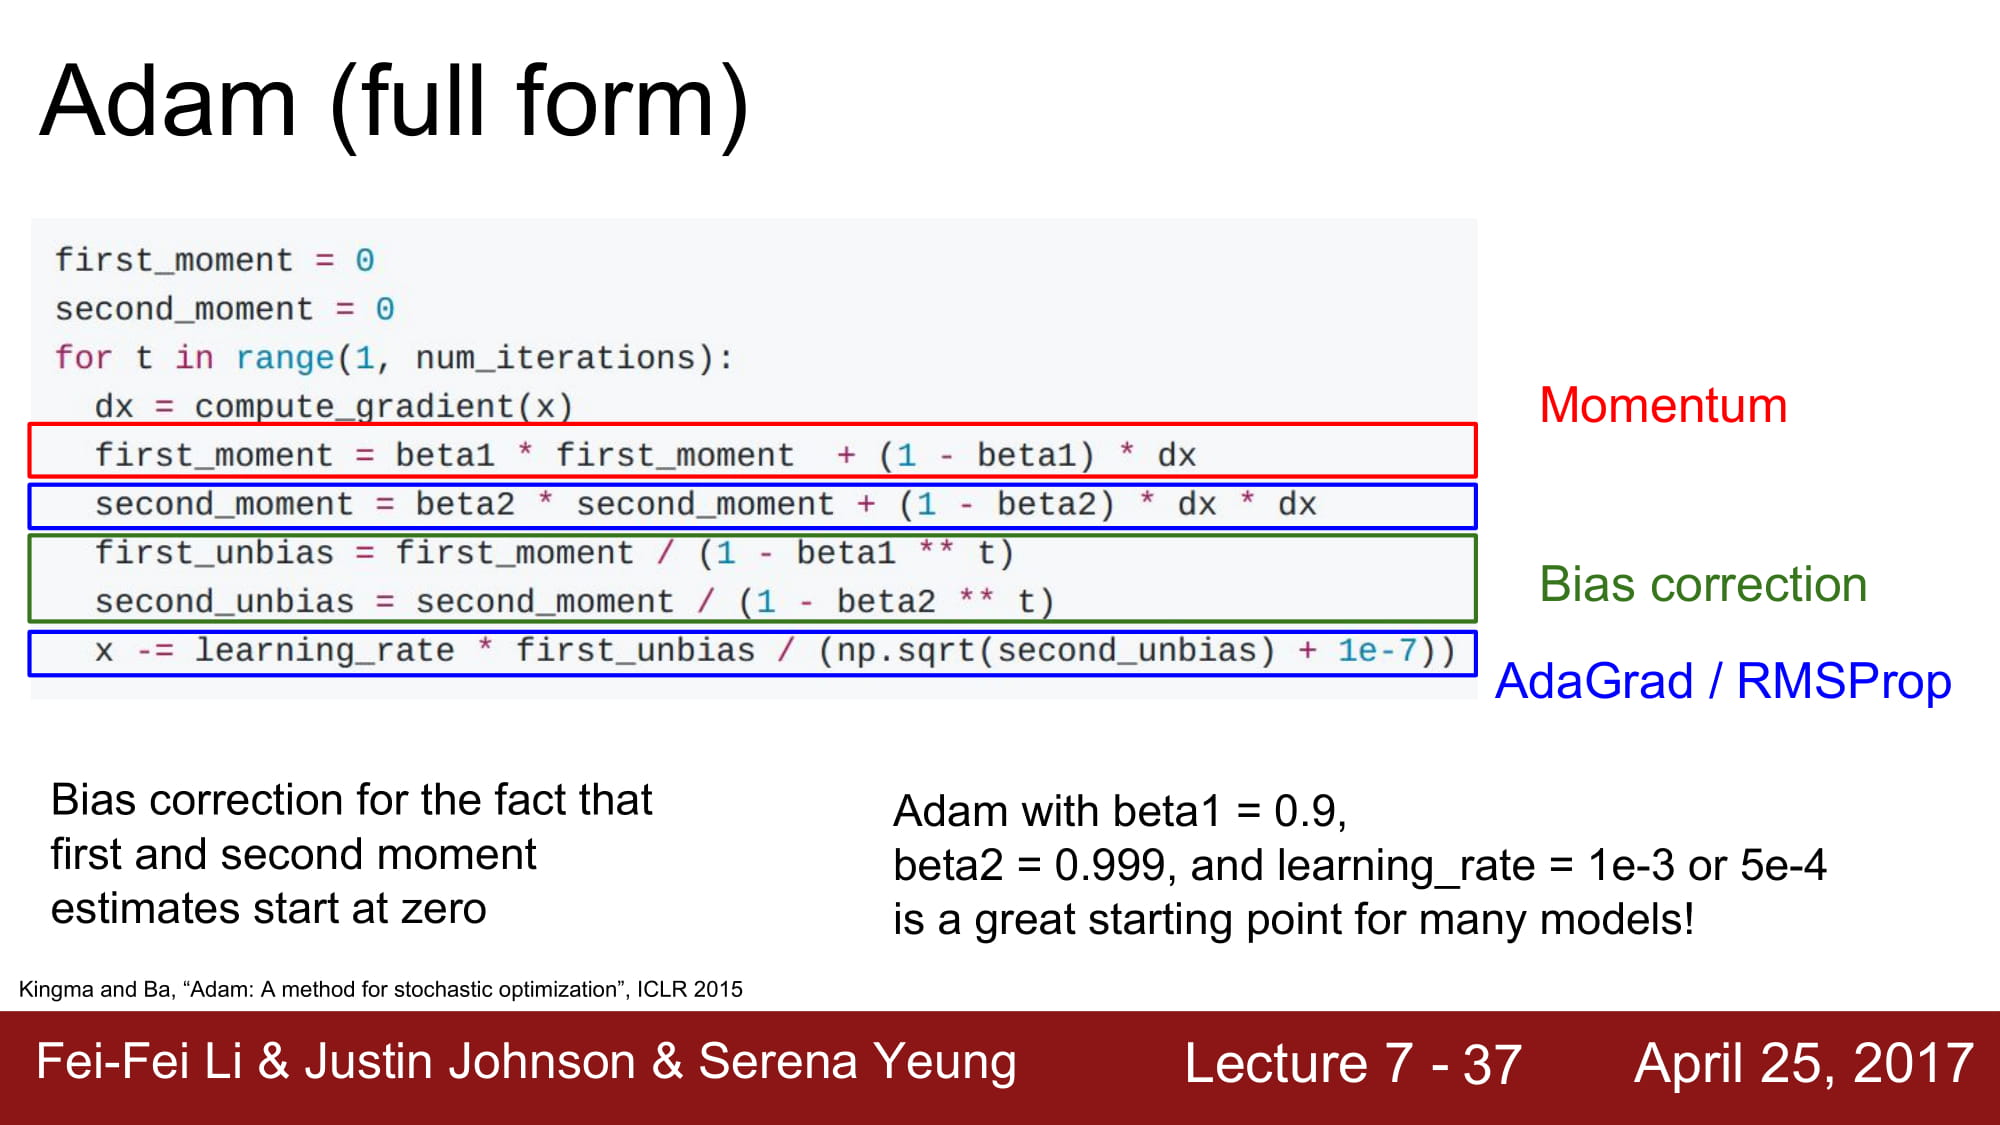 Adam (full form)
first_moment = 0
second_moment = 0
for t in range(1, num_iterations):
  dx = compute_gradient(x)
  first_moment = beta1 * first_moment  + (1 - beta1) * dx
  second_moment = beta2 * second_moment + (1 - beta2) * dx * dx
  first_unbias = first_moment / (1 - beta1 ** t)
  second_unbias = second_moment / (1 - beta2 ** t)
  x -= learning_rate * first_unbias / (np.sqrt(second_unbias) + 1e-7))
Momentum
Bias correction
AdaGrad / RMSProp
Bias correction for the fact that
first and second moment
estimates start at zero
Adam with beta1 = 0.9,
beta2 = 0.999, and learning_rate = 1e-3 or 5e-4
is a great starting point for many models!
Kingma and Ba, “Adam: A method for stochastic optimization”, ICLR 2015
Fei-Fei Li & Justin Johnson & Serena Yeung
Lecture 7 - 37
April 25, 2017